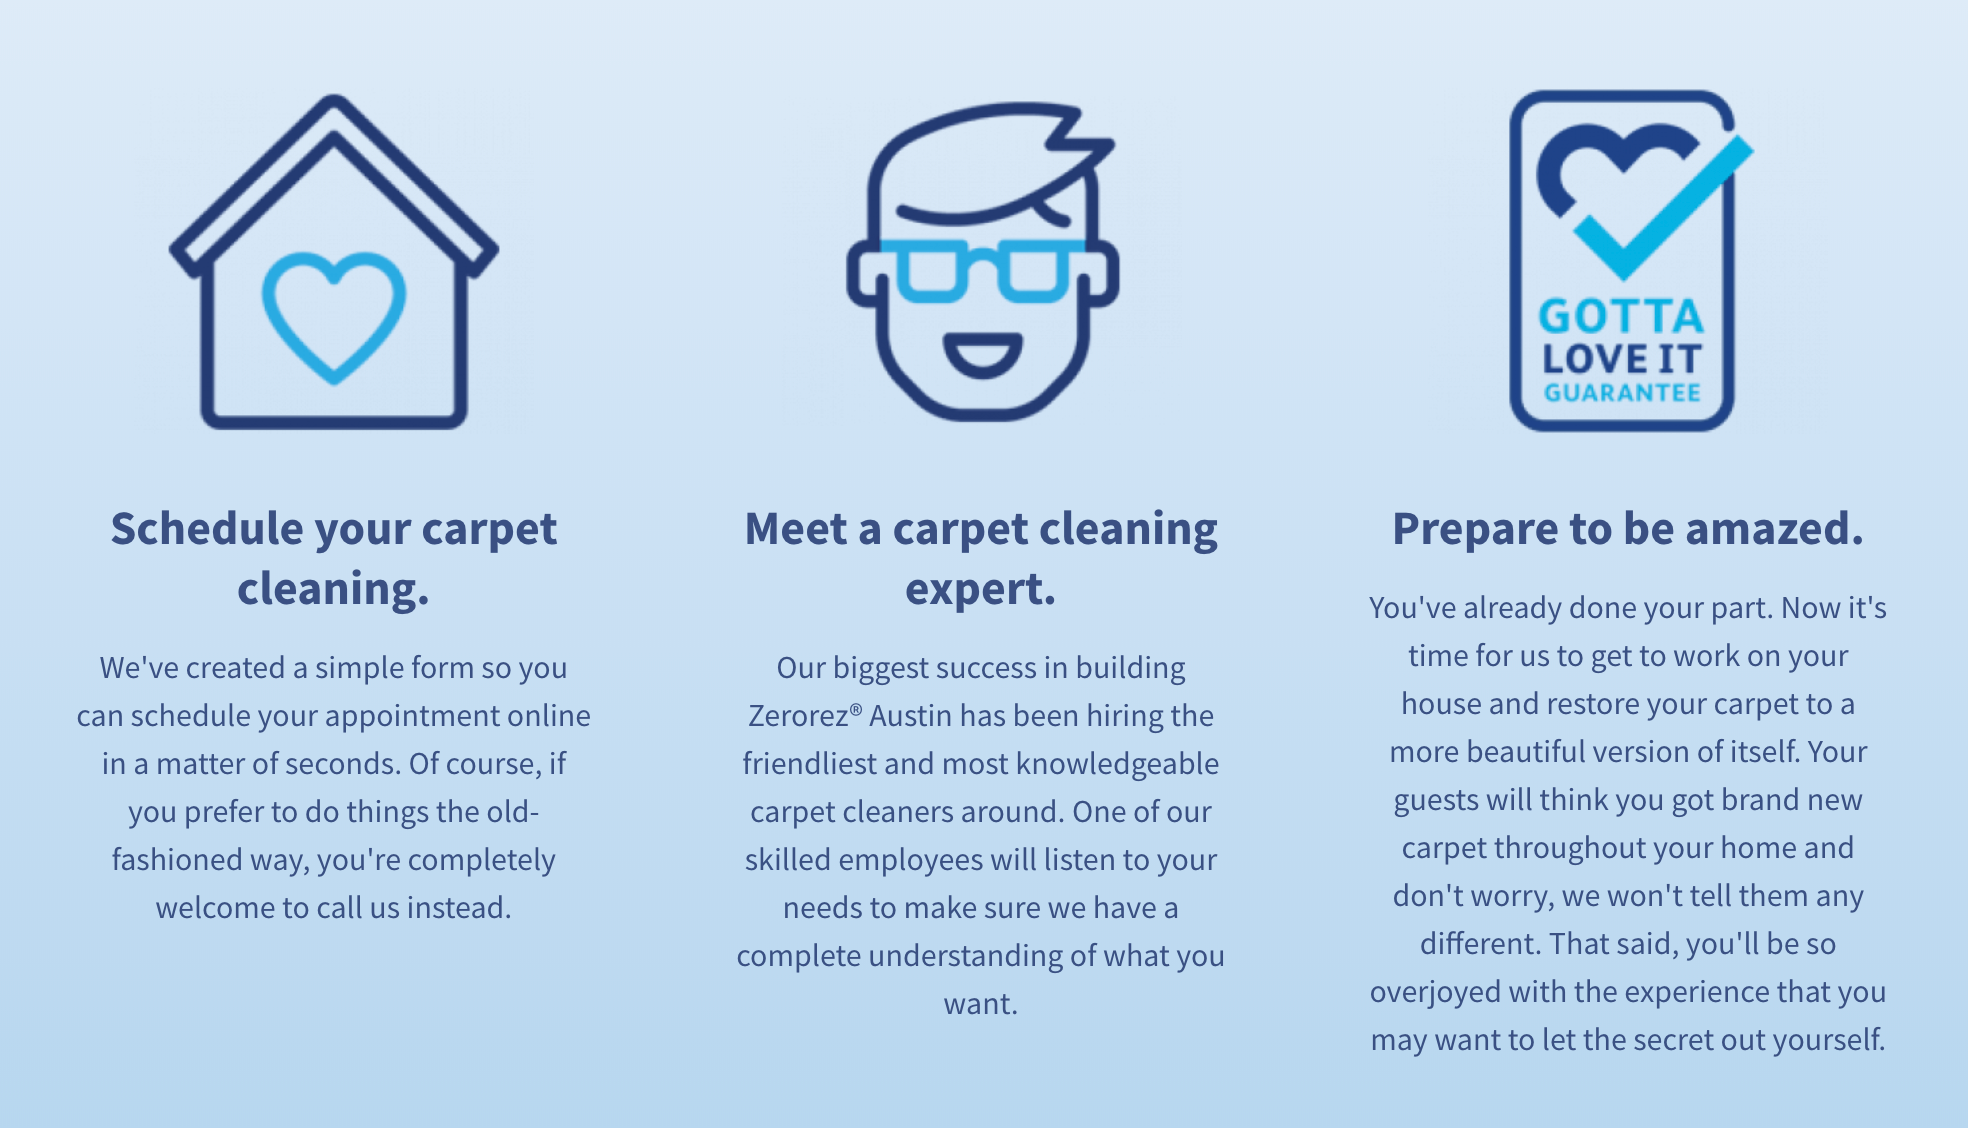 GOTTA
LOVE IT
GUARANTEE
Schedule your carpet
cleaning.
We've created a simple form so you
can schedule your appointment online
in a matter of seconds. Of course, if
you prefer to do things the old-
fashioned way, you're completely
welcome to call us instead.
Meet a carpet cleaning
expert.
Our biggest success in building
Zerorez® Austin has been hiring the
friendliest and most knowledgeable
carpet cleaners around. One of our
skilled employees will listen to your
needs to make sure we have a
complete understanding of what you
want.
Prepare to be amazed.
You've already done your part. Now it's
time for us to get to work on your
house and restore your carpet to a
more beautiful version of itself. Your
guests will think you got brand new
carpet throughout your home and
don't worry, we won't tell them any
different. That said, you'll be so
overjoyed with the experience that you
may want to let the secret out yourself.